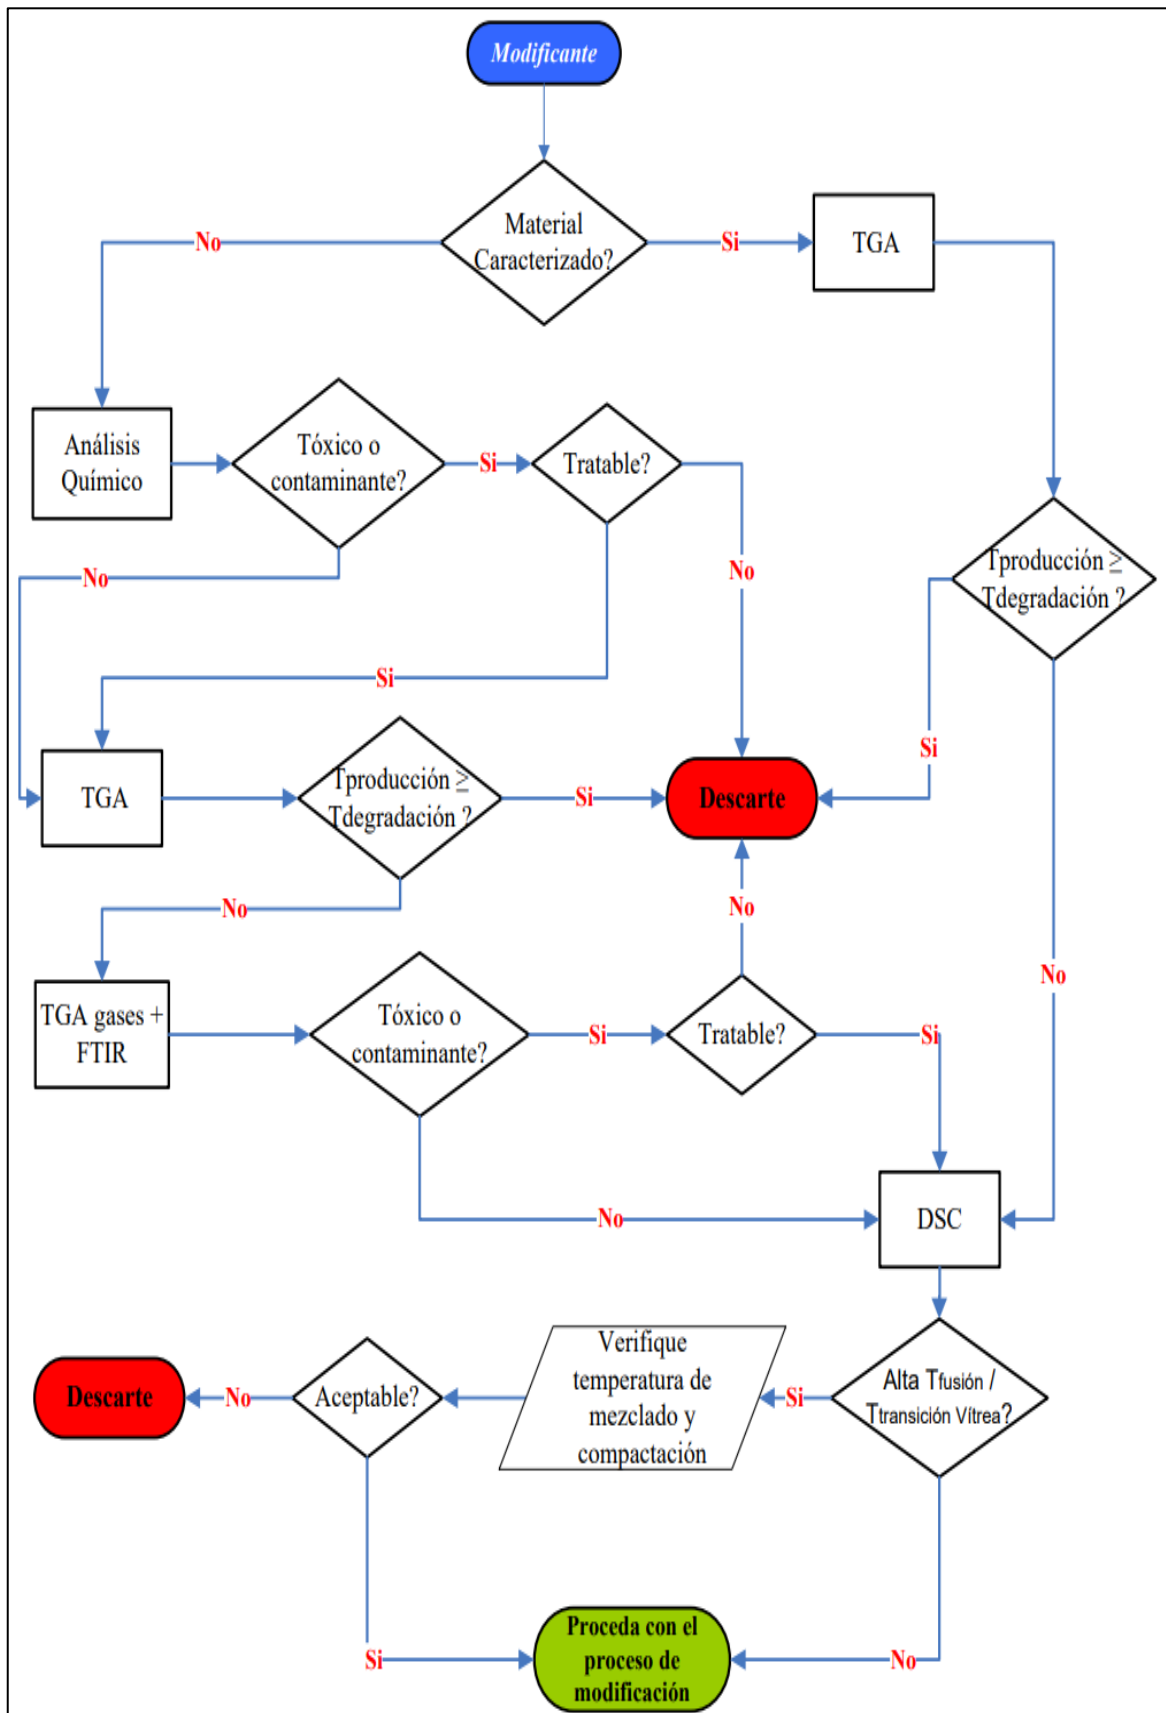 Modificante
Material
Caracterizado?
No
Si
TGA
Análisis
Químico
Tóxico o
contaminante?
Si
Tratable?
No
No
Tproducción ≥
Tdegradación ?
Si
Si
TGA
Tproducción ≥
Tdegradación ?
Si
Descarte
No
No
No
TGA gases +
FTIR
Tóxico o
contaminante?
Si
Tratable?
Si
No
DSC
Descarte
No
Aceptable?
Verifique
temperatura de
mezclado y
compactación
Si
Alta Tfusión /
Ttransición Vítrea?
Si
Proceda con el
proceso de
modificación
No